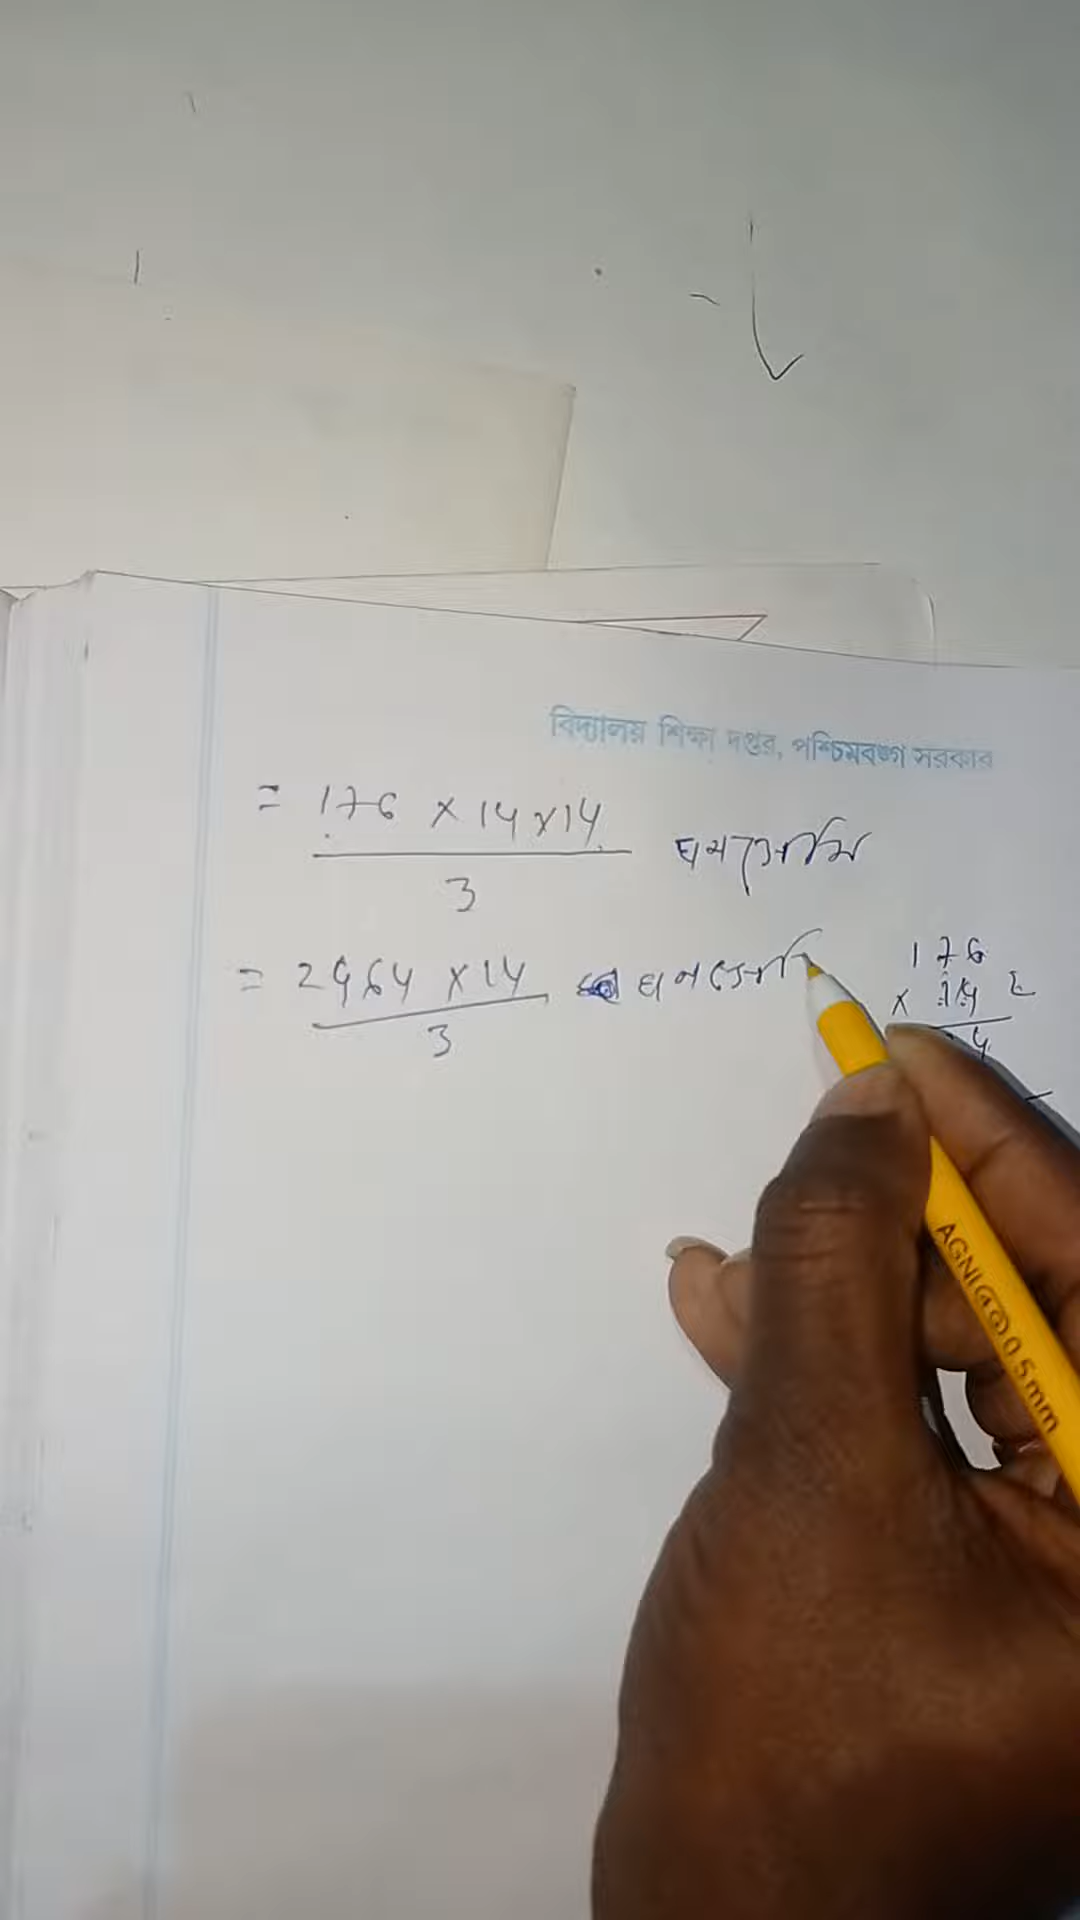 বিদ্যালয় শিক্ষা দপ্তর, পশ্চিমবঙ্গ সরকার
= 176 x 14 x 14
3
ঘনসেমি
= 2464 x 14
3
ঘনসেমি
176
x 14
4
AGNI 0.5mm